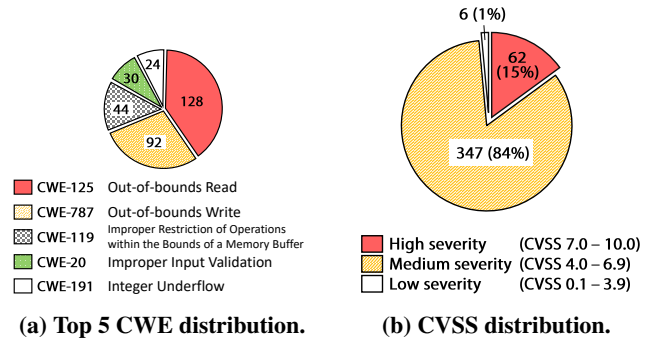 24
30
128
44
92
CWE-125 Out-of-bounds Read
CWE-787 Out-of-bounds Write
CWE-119 Improper Restriction of Operations
within the Bounds of a Memory Buffer
CWE-20 Improper Input Validation
CWE-191 Integer Underflow
(a) Top 5 CWE distribution.
6 (1%)
62
(15%)
347 (84%)
High severity (CVSS 7.0 – 10.0)
Medium severity (CVSS 4.0 – 6.9)
Low severity (CVSS 0.1 – 3.9)
(b) CVSS distribution.